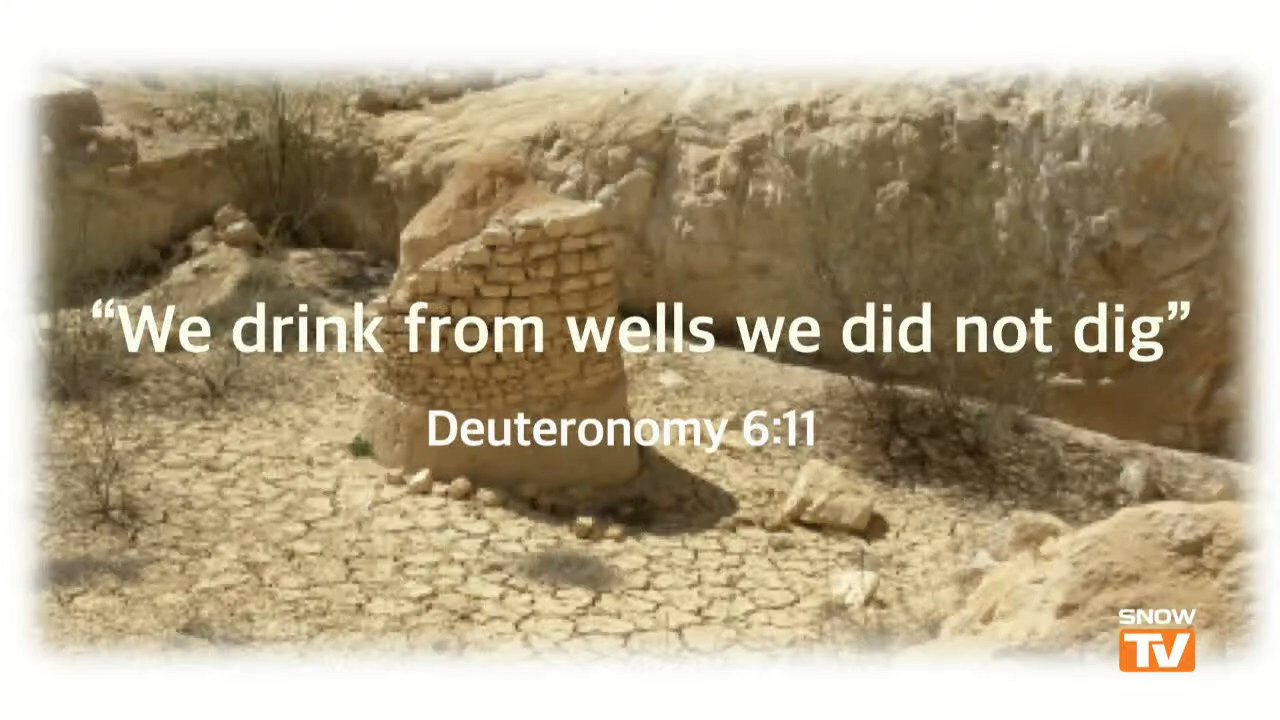 “We drink from wells we did not dig”
Deuteronomy 6:11
SNOW
TV